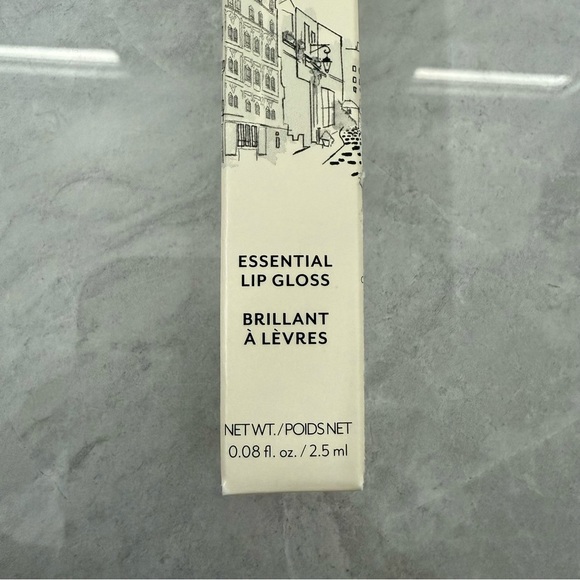 ESSENTIAL
LIP GLOSS
BRILLANT
À LÈVRES
NET WT./POIDS NET
0.08 fl. oz. / 2.5 ml